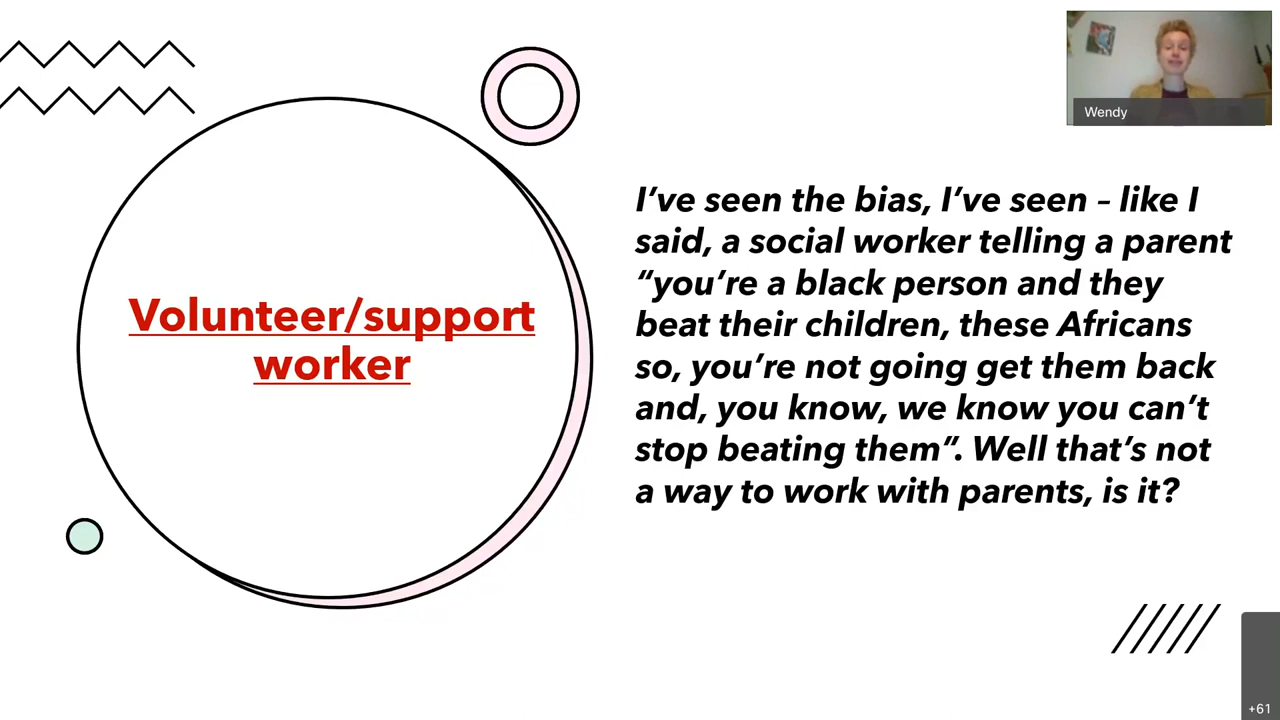 Wendy
Volunteer/support
worker
I’ve seen the bias, I’ve seen – like I
said, a social worker telling a parent
“you’re a black person and they
beat their children, these Africans
so, you’re not going get them back
and, you know, we know you can’t
stop beating them”. Well that’s not
a way to work with parents, is it?
+61